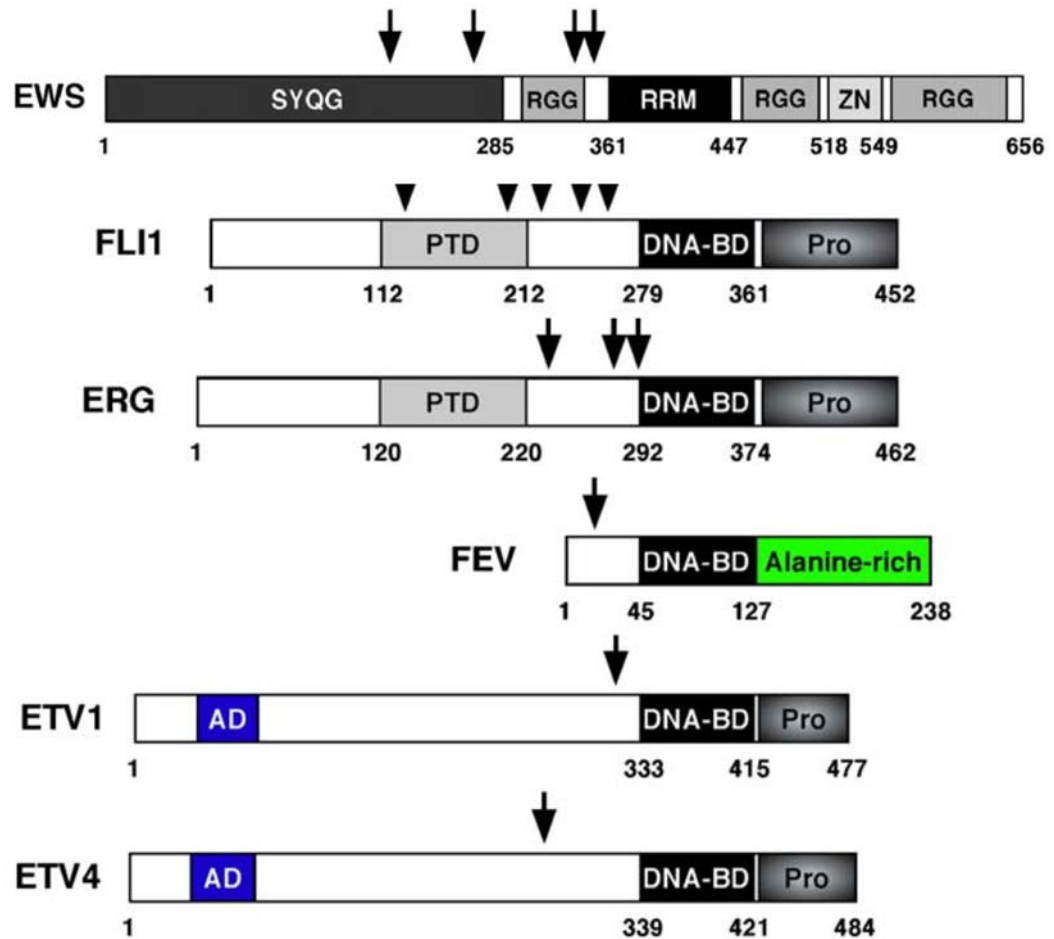 EWS SYQG RGG RRM RGG ZN RGG
1 285 361 447 518 549 656
FLI1 PTD DNA-BD Pro
1 112 212 279 361 452
ERG PTD DNA-BD Pro
1 120 220 292 374 462
FEV DNA-BD Alanine-rich
1 45 127 238
ETV1 AD DNA-BD Pro
1 333 415 477
ETV4 AD DNA-BD Pro
1 339 421 484